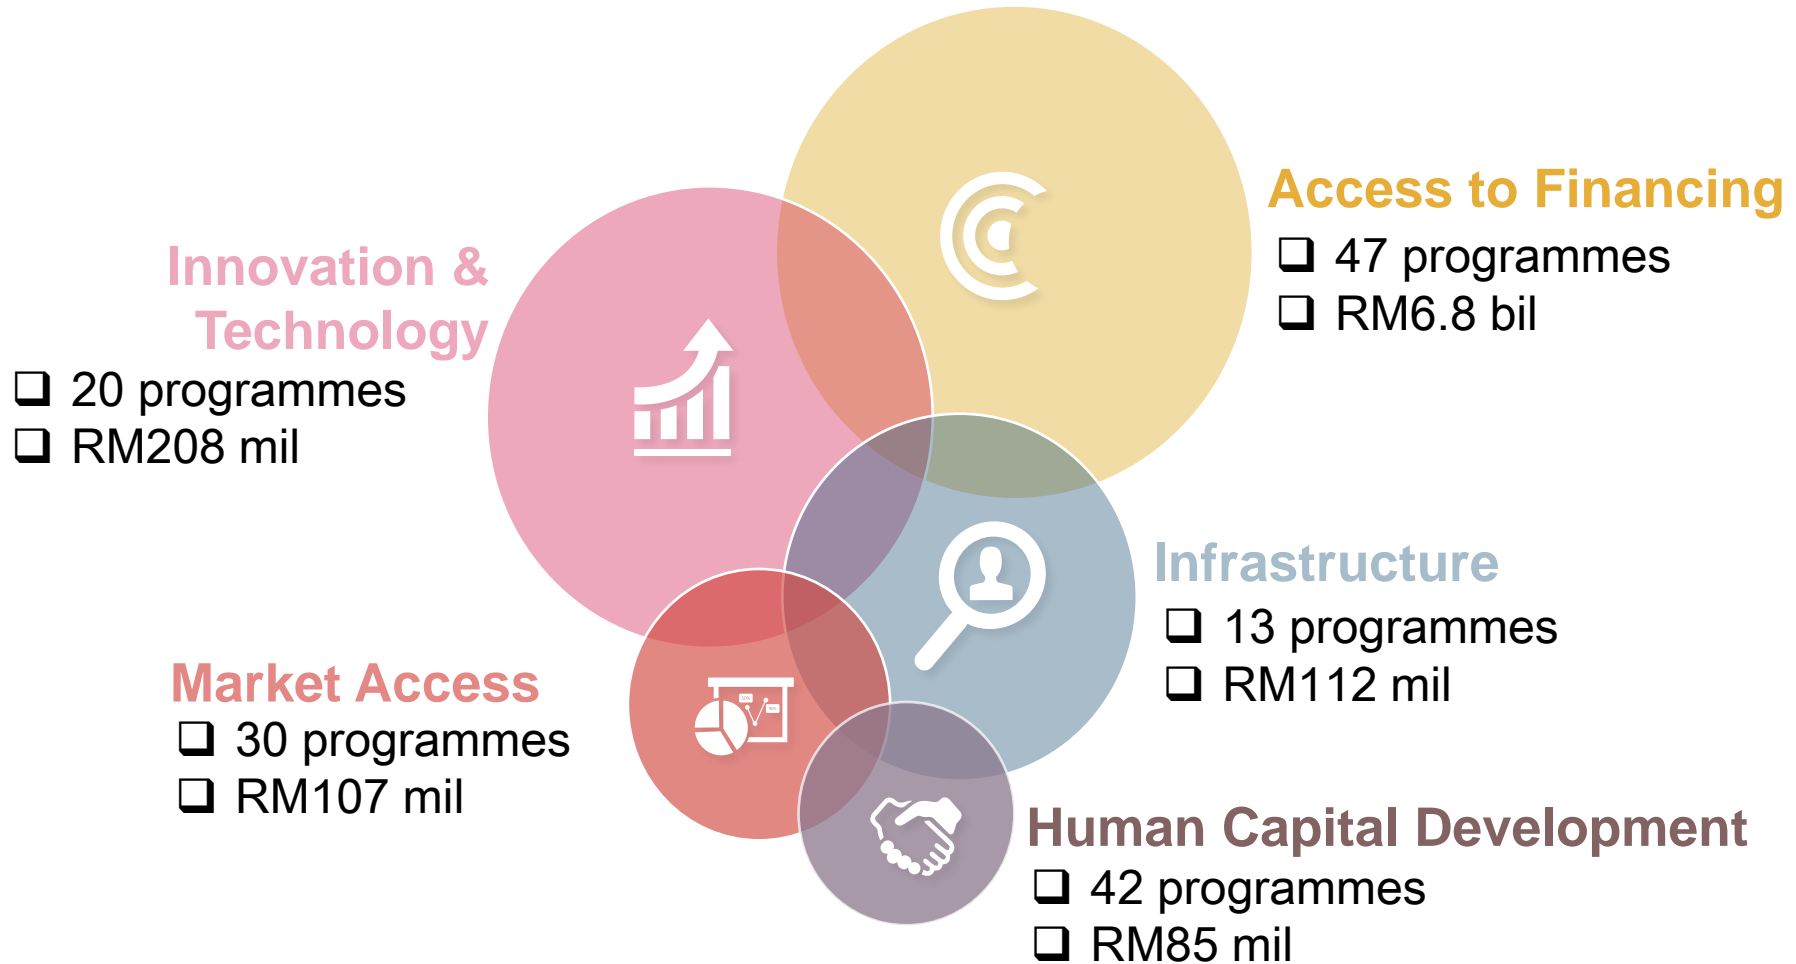 Access to Financing
❑ 47 programmes
❑ RM6.8 bil
Innovation &
Technology
❑ 20 programmes
❑ RM208 mil
Infrastructure
❑ 13 programmes
❑ RM112 mil
Market Access
❑ 30 programmes
❑ RM107 mil
Human Capital Development
❑ 42 programmes
❑ RM85 mil